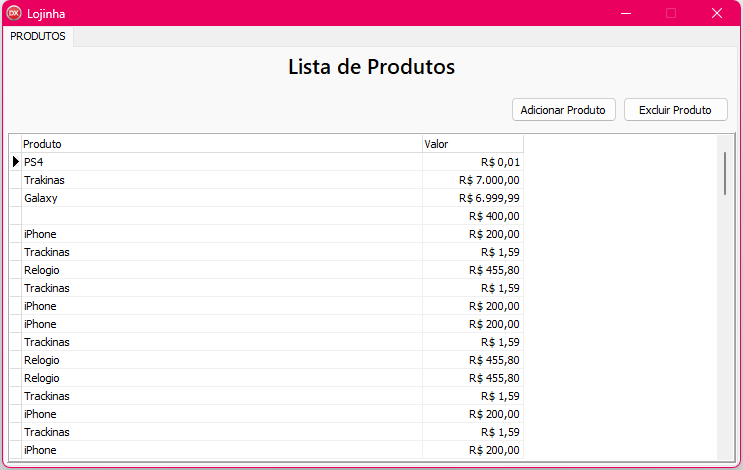 DX Lojinha
PRODUTOS
Lista de Produtos
Adicionar Produto Excluir Produto
Produto Valor
PS4 R$ 0,01
Trakinas R$ 7.000,00
Galaxy R$ 6.999,99
R$ 400,00
iPhone R$ 200,00
Trackinas R$ 1,59
Relogio R$ 455,80
Trackinas R$ 1,59
iPhone R$ 200,00
iPhone R$ 200,00
Trackinas R$ 1,59
Relogio R$ 455,80
Relogio R$ 455,80
Trackinas R$ 1,59
iPhone R$ 200,00
Trackinas R$ 1,59
iPhone R$ 200,00